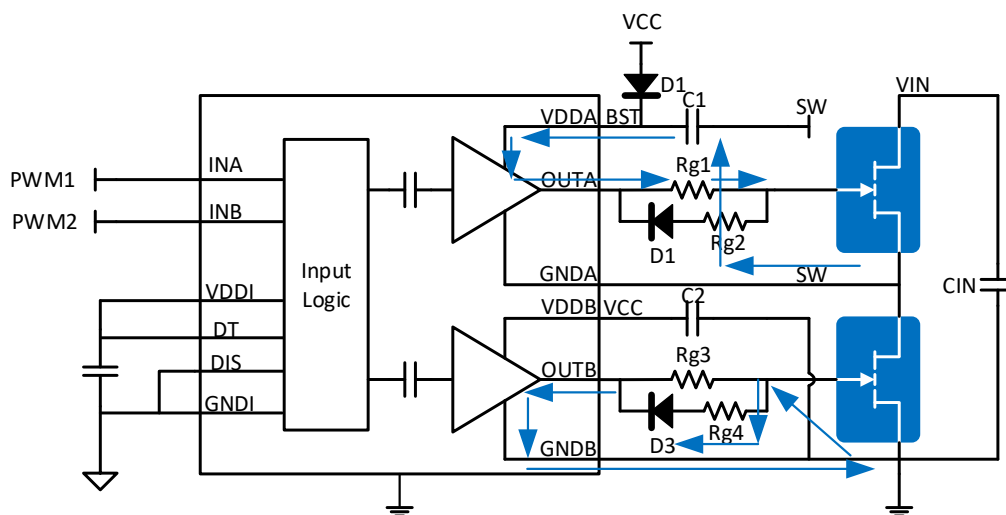 VCC
D1
C1
SW
VIN
VDDA BST
INA
PWM1
OUTA
Rg1
INB
PWM2
D1
Rg2
Input
Logic
GNDA
SW
CIN
VDDI
VDDB VCC
C2
DT
Rg3
DIS
OUTB
GNDI
D3
Rg4
GNDB